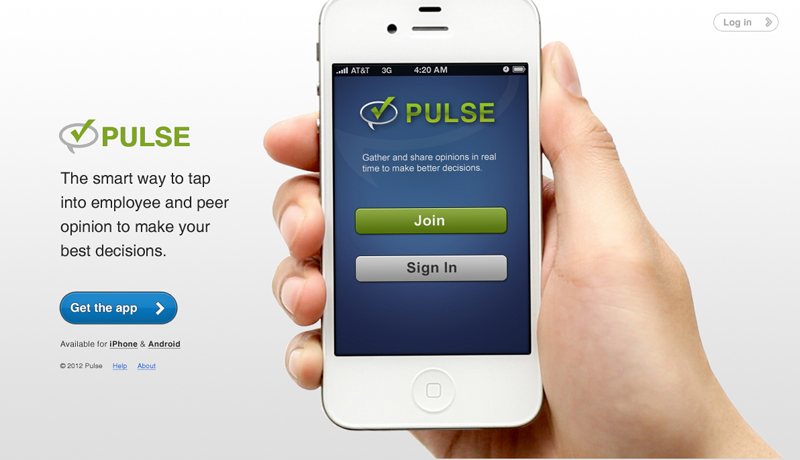 Log in
AT&T 3G 4:20 AM
PULSE
Gather and share opinions in real
time to make better decisions.
Join
Sign In
PULSE
The smart way to tap
into employee and peer
opinion to make your
best decisions.
Get the app
Available for iPhone & Android
© 2012 Pulse Help About